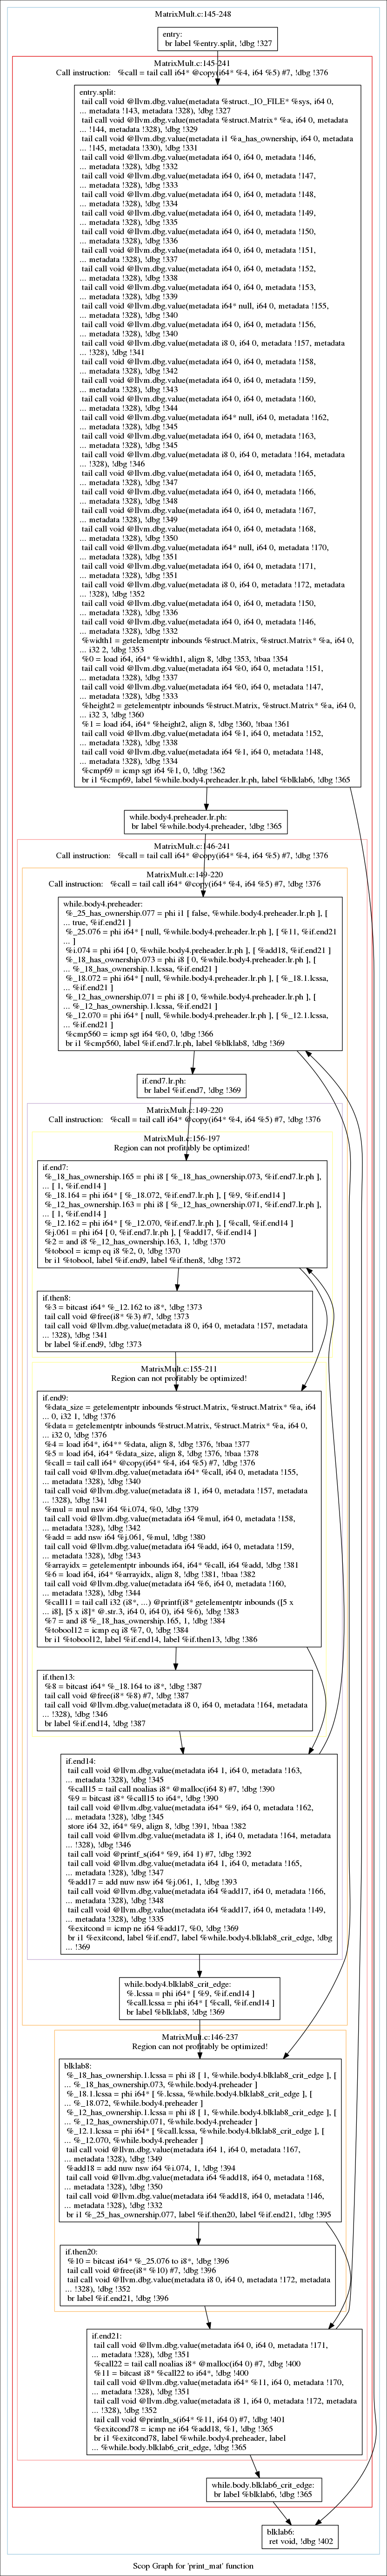 MatrixMult.c:145-248
entry:
br label %entry.split, !dbg !327
MatrixMult.c:145-241
Call instruction:   %call = tail call i64* @copy(i64* %4, i64 %5) #7, !dbg !376
entry.split:
tail call void @llvm.dbg.value(metadata %struct._IO_FILE* %sys, i64 0,
... metadata !143, metadata !328), !dbg !327
tail call void @llvm.dbg.value(metadata %struct.Matrix* %a, i64 0, metadata
... !144, metadata !328), !dbg !329
tail call void @llvm.dbg.value(metadata i1 %a_has_ownership, i64 0, metadata
... !145, metadata !330), !dbg !331
tail call void @llvm.dbg.value(metadata i64 0, i64 0, metadata !146,
... metadata !328), !dbg !332
tail call void @llvm.dbg.value(metadata i64 0, i64 0, metadata !147,
... metadata !328), !dbg !333
tail call void @llvm.dbg.value(metadata i64 0, i64 0, metadata !148,
... metadata !328), !dbg !334
tail call void @llvm.dbg.value(metadata i64 0, i64 0, metadata !149,
... metadata !328), !dbg !335
tail call void @llvm.dbg.value(metadata i64 0, i64 0, metadata !150,
... metadata !328), !dbg !336
tail call void @llvm.dbg.value(metadata i64 0, i64 0, metadata !151,
... metadata !328), !dbg !337
tail call void @llvm.dbg.value(metadata i64 0, i64 0, metadata !152,
... metadata !328), !dbg !338
tail call void @llvm.dbg.value(metadata i64 0, i64 0, metadata !153,
... metadata !328), !dbg !339
tail call void @llvm.dbg.value(metadata i64* null, i64 0, metadata !155,
... metadata !328), !dbg !340
tail call void @llvm.dbg.value(metadata i64 0, i64 0, metadata !156,
... metadata !328), !dbg !340
tail call void @llvm.dbg.value(metadata i8 0, i64 0, metadata !157, metadata
... !328), !dbg !341
tail call void @llvm.dbg.value(metadata i64 0, i64 0, metadata !158,
... metadata !328), !dbg !342
tail call void @llvm.dbg.value(metadata i64 0, i64 0, metadata !159,
... metadata !328), !dbg !343
tail call void @llvm.dbg.value(metadata i64 0, i64 0, metadata !160,
... metadata !328), !dbg !344
tail call void @llvm.dbg.value(metadata i64* null, i64 0, metadata !162,
... metadata !328), !dbg !345
tail call void @llvm.dbg.value(metadata i64 0, i64 0, metadata !163,
... metadata !328), !dbg !345
tail call void @llvm.dbg.value(metadata i8 0, i64 0, metadata !164, metadata
... !328), !dbg !346
tail call void @llvm.dbg.value(metadata i64 0, i64 0, metadata !165,
... metadata !328), !dbg !347
tail call void @llvm.dbg.value(metadata i64 0, i64 0, metadata !166,
... metadata !328), !dbg !348
tail call void @llvm.dbg.value(metadata i64 0, i64 0, metadata !167,
... metadata !328), !dbg !349
tail call void @llvm.dbg.value(metadata i64 0, i64 0, metadata !168,
... metadata !328), !dbg !350
tail call void @llvm.dbg.value(metadata i64* null, i64 0, metadata !170,
... metadata !328), !dbg !351
tail call void @llvm.dbg.value(metadata i64 0, i64 0, metadata !171,
... metadata !328), !dbg !351
tail call void @llvm.dbg.value(metadata i8 0, i64 0, metadata !172, metadata
... !328), !dbg !352
tail call void @llvm.dbg.value(metadata i64 0, i64 0, metadata !150,
... metadata !328), !dbg !336
tail call void @llvm.dbg.value(metadata i64 0, i64 0, metadata !146,
... metadata !328), !dbg !332
%width1 = getelementptr inbounds %struct.Matrix, %struct.Matrix* %a, i64 0,
... i32 2, !dbg !353
%0 = load i64, i64* %width1, align 8, !dbg !353, !tbaa !354
tail call void @llvm.dbg.value(metadata i64 %0, i64 0, metadata !151,
... metadata !328), !dbg !337
tail call void @llvm.dbg.value(metadata i64 %0, i64 0, metadata !147,
... metadata !328), !dbg !333
%height2 = getelementptr inbounds %struct.Matrix, %struct.Matrix* %a, i64 0,
... i32 3, !dbg !360
%1 = load i64, i64* %height2, align 8, !dbg !360, !tbaa !361
tail call void @llvm.dbg.value(metadata i64 %1, i64 0, metadata !152,
... metadata !328), !dbg !338
tail call void @llvm.dbg.value(metadata i64 %1, i64 0, metadata !148,
... metadata !328), !dbg !334
%cmp69 = icmp sgt i64 %1, 0, !dbg !362
br i1 %cmp69, label %while.body4.preheader.lr.ph, label %blklab6, !dbg !365
while.body4.preheader.lr.ph:
br label %while.body4.preheader, !dbg !365
MatrixMult.c:146-241
Call instruction:   %call = tail call i64* @copy(i64* %4, i64 %5) #7, !dbg !376
MatrixMult.c:149-220
Call instruction:   %call = tail call i64* @copy(i64* %4, i64 %5) #7, !dbg !376
while.body4.preheader:
%_25_has_ownership.077 = phi i1 [ false, %while.body4.preheader.lr.ph ], [
... true, %if.end21 ]
%_25.076 = phi i64* [ null, %while.body4.preheader.lr.ph ], [ %11, %if.end21
... ]
%i.074 = phi i64 [ 0, %while.body4.preheader.lr.ph ], [ %add18, %if.end21 ]
%_18_has_ownership.073 = phi i8 [ 0, %while.body4.preheader.lr.ph ], [
... %_18_has_ownership.1.lcssa, %if.end21 ]
%_18.072 = phi i64* [ null, %while.body4.preheader.lr.ph ], [ %_18.1.lcssa,
... %if.end21 ]
%_12_has_ownership.071 = phi i8 [ 0, %while.body4.preheader.lr.ph ], [
... %_12_has_ownership.1.lcssa, %if.end21 ]
%_12.070 = phi i64* [ null, %while.body4.preheader.lr.ph ], [ %_12.1.lcssa,
... %if.end21 ]
%cmp560 = icmp sgt i64 %0, 0, !dbg !366
br i1 %cmp560, label %if.end7.lr.ph, label %blklab8, !dbg !369
if.end7.lr.ph:
br label %if.end7, !dbg !369
MatrixMult.c:149-220
Call instruction:   %call = tail call i64* @copy(i64* %4, i64 %5) #7, !dbg !376
MatrixMult.c:156-197
Region can not profitably be optimized!
if.end7:
%_18_has_ownership.165 = phi i8 [ %_18_has_ownership.073, %if.end7.lr.ph ],
... [ 1, %if.end14 ]
%_18.164 = phi i64* [ %_18.072, %if.end7.lr.ph ], [ %9, %if.end14 ]
%_12_has_ownership.163 = phi i8 [ %_12_has_ownership.071, %if.end7.lr.ph ],
... [ 1, %if.end14 ]
%_12.162 = phi i64* [ %_12.070, %if.end7.lr.ph ], [ %call, %if.end14 ]
%j.061 = phi i64 [ 0, %if.end7.lr.ph ], [ %add17, %if.end14 ]
%2 = and i8 %_12_has_ownership.163, 1, !dbg !370
%tobool = icmp eq i8 %2, 0, !dbg !370
br i1 %tobool, label %if.end9, label %if.then8, !dbg !372
if.then8:
%3 = bitcast i64* %_12.162 to i8*, !dbg !373
tail call void @free(i8* %3) #7, !dbg !373
tail call void @llvm.dbg.value(metadata i8 0, i64 0, metadata !157, metadata
... !328), !dbg !341
br label %if.end9, !dbg !373
MatrixMult.c:155-211
Region can not profitably be optimized!
if.end9:
%data_size = getelementptr inbounds %struct.Matrix, %struct.Matrix* %a, i64
... 0, i32 1, !dbg !376
%data = getelementptr inbounds %struct.Matrix, %struct.Matrix* %a, i64 0,
... i32 0, !dbg !376
%4 = load i64*, i64** %data, align 8, !dbg !376, !tbaa !377
%5 = load i64, i64* %data_size, align 8, !dbg !376, !tbaa !378
%call = tail call i64* @copy(i64* %4, i64 %5) #7, !dbg !376
tail call void @llvm.dbg.value(metadata i64* %call, i64 0, metadata !155,
... metadata !328), !dbg !340
tail call void @llvm.dbg.value(metadata i8 1, i64 0, metadata !157, metadata
... !328), !dbg !341
%mul = mul nsw i64 %i.074, %0, !dbg !379
tail call void @llvm.dbg.value(metadata i64 %mul, i64 0, metadata !158,
... metadata !328), !dbg !342
%add = add nsw i64 %j.061, %mul, !dbg !380
tail call void @llvm.dbg.value(metadata i64 %add, i64 0, metadata !159,
... metadata !328), !dbg !343
%arrayidx = getelementptr inbounds i64, i64* %call, i64 %add, !dbg !381
%6 = load i64, i64* %arrayidx, align 8, !dbg !381, !tbaa !382
tail call void @llvm.dbg.value(metadata i64 %6, i64 0, metadata !160,
... metadata !328), !dbg !344
%call11 = tail call i32 (i8*, ...) @printf(i8* getelementptr inbounds ([5 x
... i8], [5 x i8]* @.str.3, i64 0, i64 0), i64 %6), !dbg !383
%7 = and i8 %_18_has_ownership.165, 1, !dbg !384
%tobool12 = icmp eq i8 %7, 0, !dbg !384
br i1 %tobool12, label %if.end14, label %if.then13, !dbg !386
if.then13:
%8 = bitcast i64* %_18.164 to i8*, !dbg !387
tail call void @free(i8* %8) #7, !dbg !387
tail call void @llvm.dbg.value(metadata i8 0, i64 0, metadata !164, metadata
... !328), !dbg !346
br label %if.end14, !dbg !387
if.end14:
tail call void @llvm.dbg.value(metadata i64 1, i64 0, metadata !163,
... metadata !328), !dbg !345
%call15 = tail call noalias i8* @malloc(i64 8) #7, !dbg !390
%9 = bitcast i8* %call15 to i64*, !dbg !390
tail call void @llvm.dbg.value(metadata i64* %9, i64 0, metadata !162,
... metadata !328), !dbg !345
store i64 32, i64* %9, align 8, !dbg !391, !tbaa !382
tail call void @llvm.dbg.value(metadata i8 1, i64 0, metadata !164, metadata
... !328), !dbg !346
tail call void @printf_s(i64* %9, i64 1) #7, !dbg !392
tail call void @llvm.dbg.value(metadata i64 1, i64 0, metadata !165,
... metadata !328), !dbg !347
%add17 = add nuw nsw i64 %j.061, 1, !dbg !393
tail call void @llvm.dbg.value(metadata i64 %add17, i64 0, metadata !166,
... metadata !328), !dbg !348
tail call void @llvm.dbg.value(metadata i64 %add17, i64 0, metadata !149,
... metadata !328), !dbg !335
%exitcond = icmp ne i64 %add17, %0, !dbg !369
br i1 %exitcond, label %if.end7, label %while.body4.blklab8_crit_edge, !dbg
... !369
while.body4.blklab8_crit_edge:
%.lcssa = phi i64* [ %9, %if.end14 ]
%call.lcssa = phi i64* [ %call, %if.end14 ]
br label %blklab8, !dbg !369
MatrixMult.c:146-237
Region can not profitably be optimized!
blklab8:
%_18_has_ownership.1.lcssa = phi i8 [ 1, %while.body4.blklab8_crit_edge ], [
... %_18_has_ownership.073, %while.body4.preheader ]
%_18.1.lcssa = phi i64* [ %.lcssa, %while.body4.blklab8_crit_edge ], [
... %_18.072, %while.body4.preheader ]
%_12_has_ownership.1.lcssa = phi i8 [ 1, %while.body4.blklab8_crit_edge ], [
... %_12_has_ownership.071, %while.body4.preheader ]
%_12.1.lcssa = phi i64* [ %call.lcssa, %while.body4.blklab8_crit_edge ], [
... %_12.070, %while.body4.preheader ]
tail call void @llvm.dbg.value(metadata i64 1, i64 0, metadata !167,
... metadata !328), !dbg !349
%add18 = add nuw nsw i64 %i.074, 1, !dbg !394
tail call void @llvm.dbg.value(metadata i64 %add18, i64 0, metadata !168,
... metadata !328), !dbg !350
tail call void @llvm.dbg.value(metadata i64 %add18, i64 0, metadata !146,
... metadata !328), !dbg !332
br i1 %_25_has_ownership.077, label %if.then20, label %if.end21, !dbg !395
if.then20:
%10 = bitcast i64* %_25.076 to i8*, !dbg !396
tail call void @free(i8* %10) #7, !dbg !396
tail call void @llvm.dbg.value(metadata i8 0, i64 0, metadata !172, metadata
... !328), !dbg !352
br label %if.end21, !dbg !396
if.end21:
tail call void @llvm.dbg.value(metadata i64 0, i64 0, metadata !171,
... metadata !328), !dbg !351
%call22 = tail call noalias i8* @malloc(i64 0) #7, !dbg !400
%11 = bitcast i8* %call22 to i64*, !dbg !400
tail call void @llvm.dbg.value(metadata i64* %11, i64 0, metadata !170,
... metadata !328), !dbg !351
tail call void @llvm.dbg.value(metadata i8 1, i64 0, metadata !172, metadata
... !328), !dbg !352
tail call void @println_s(i64* %11, i64 0) #7, !dbg !401
%exitcond78 = icmp ne i64 %add18, %1, !dbg !365
br i1 %exitcond78, label %while.body4.preheader, label
... %while.body.blklab6_crit_edge, !dbg !365
while.body.blklab6_crit_edge:
br label %blklab6, !dbg !365
blklab6:
ret void, !dbg !402
Scop Graph for 'print_mat' function